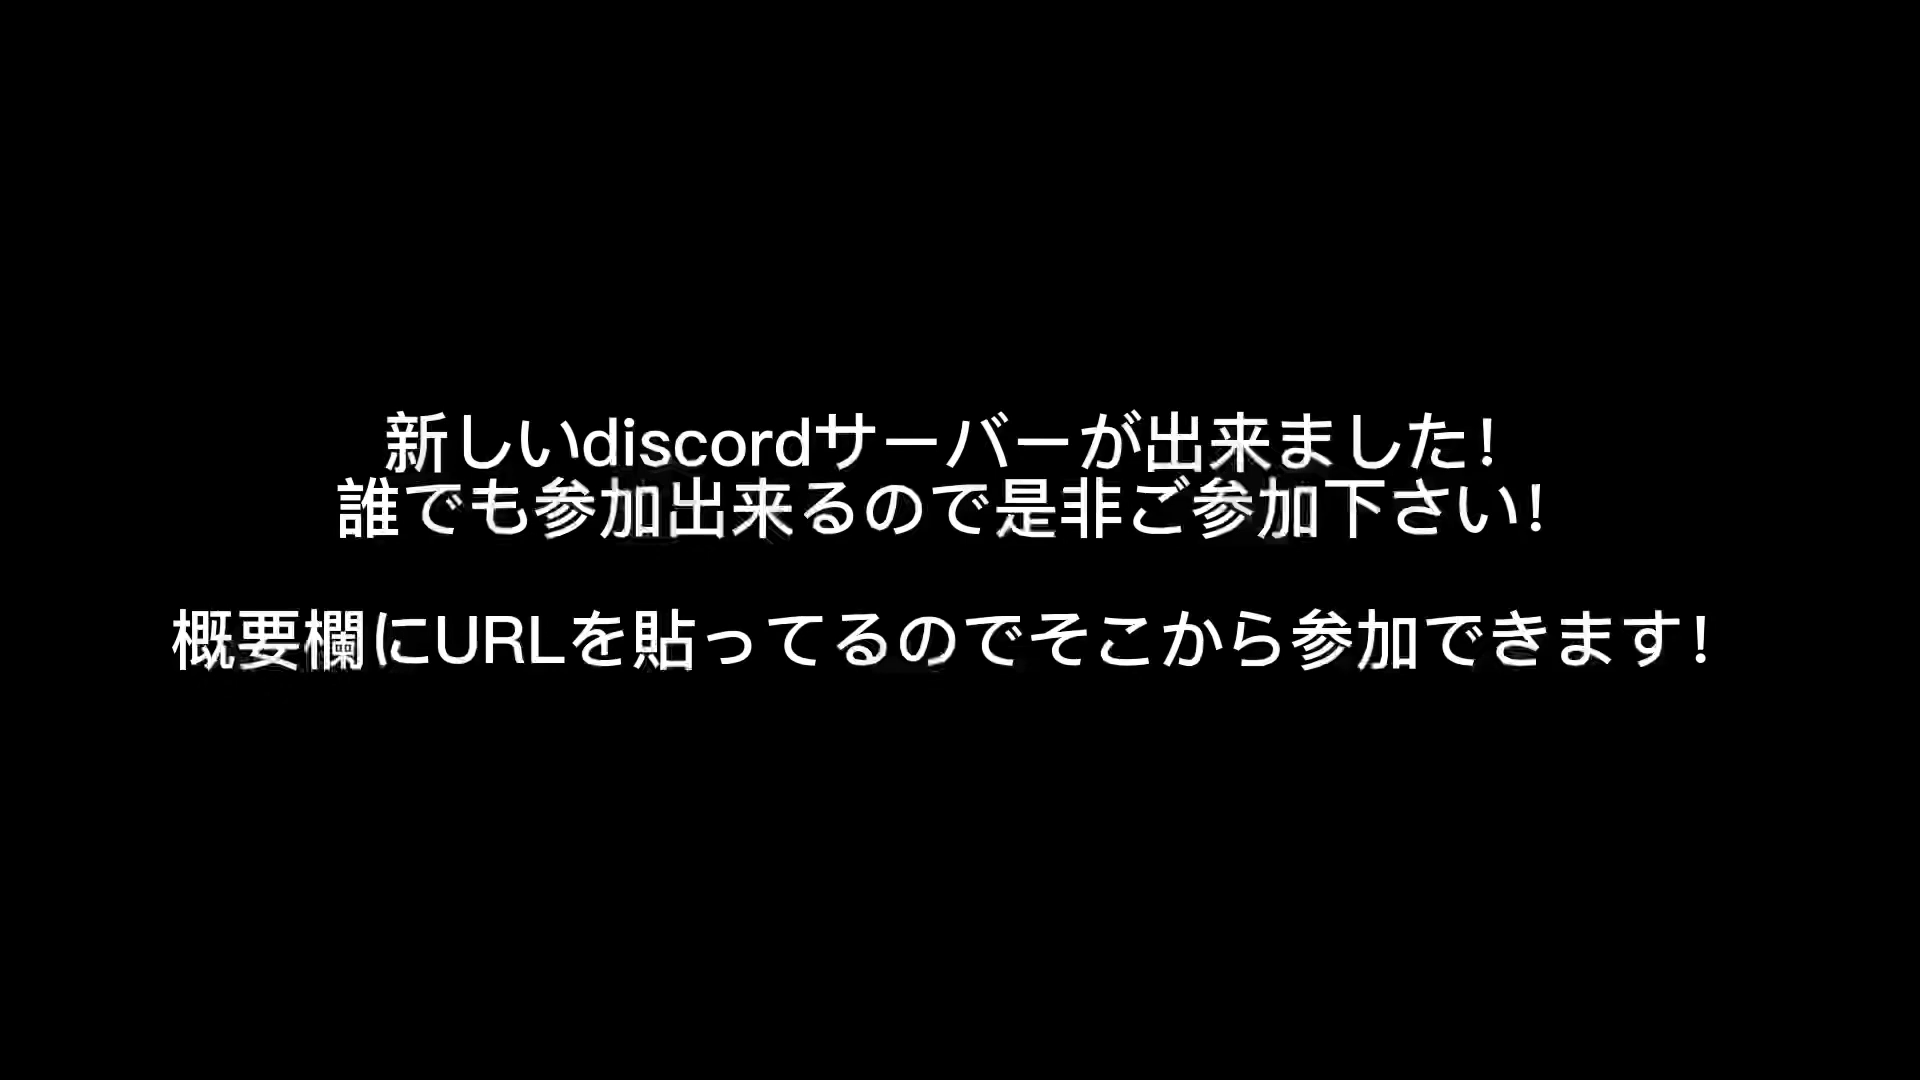 新しいdiscordサーバーが出来ました!
誰でも参加出来るので是非ご参加下さい!
概要欄にURLを貼ってるのでそこから参加できます!